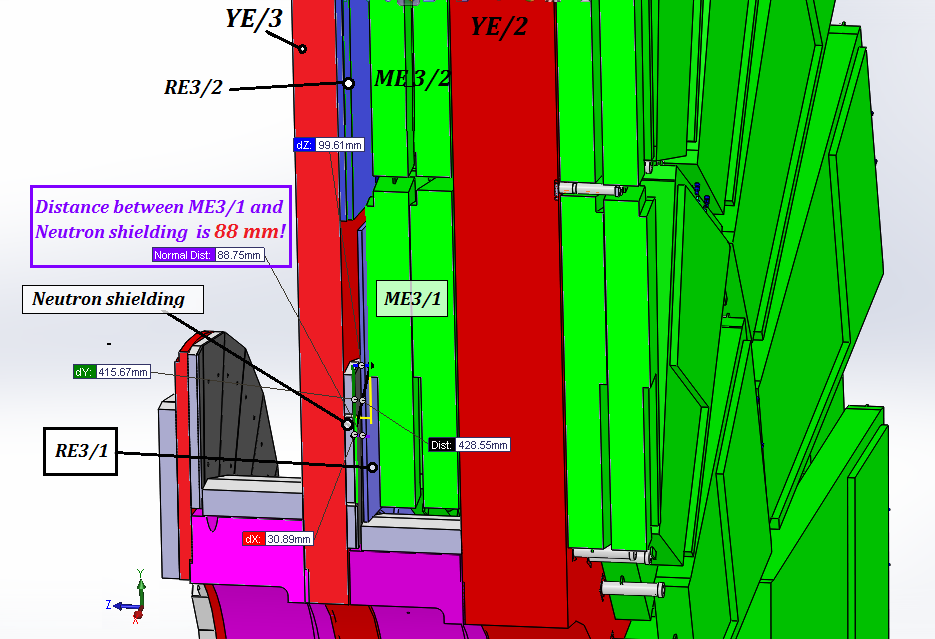 YE/3
YE/2
RE3/2
ME3/2
dZ: 99.61mm
Distance between ME3/1 and
Neutron shielding is 88 mm!
Normal Dist: 88.75mm
Neutron shielding
ME3/1
dY: 415.67mm
RE3/1
Dist: 428.55mm
dX: 30.89mm
Y
Z
X